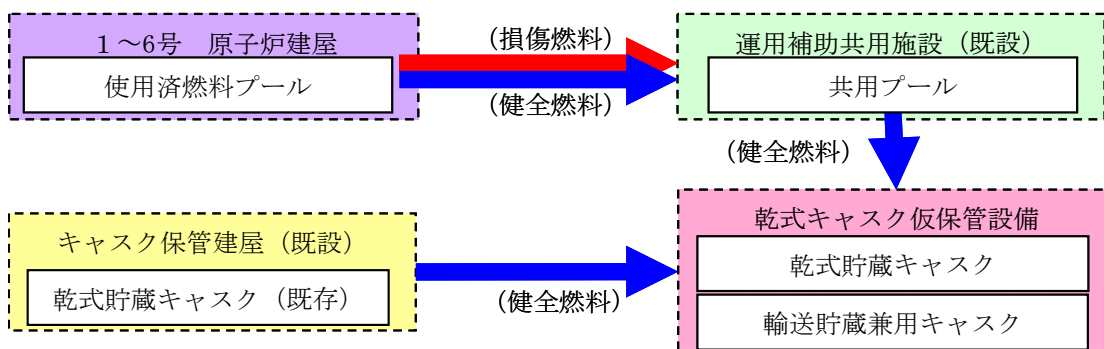 1～6号 原子炉建屋
使用済燃料プール
（損傷燃料）
（健全燃料）
運用補助共用施設（既設）
共用プール
（健全燃料）
キャスク保管建屋（既設）
乾式貯蔵キャスク（既存）
（健全燃料）
乾式キャスク仮保管設備
乾式貯蔵キャスク
輸送貯蔵兼用キャスク